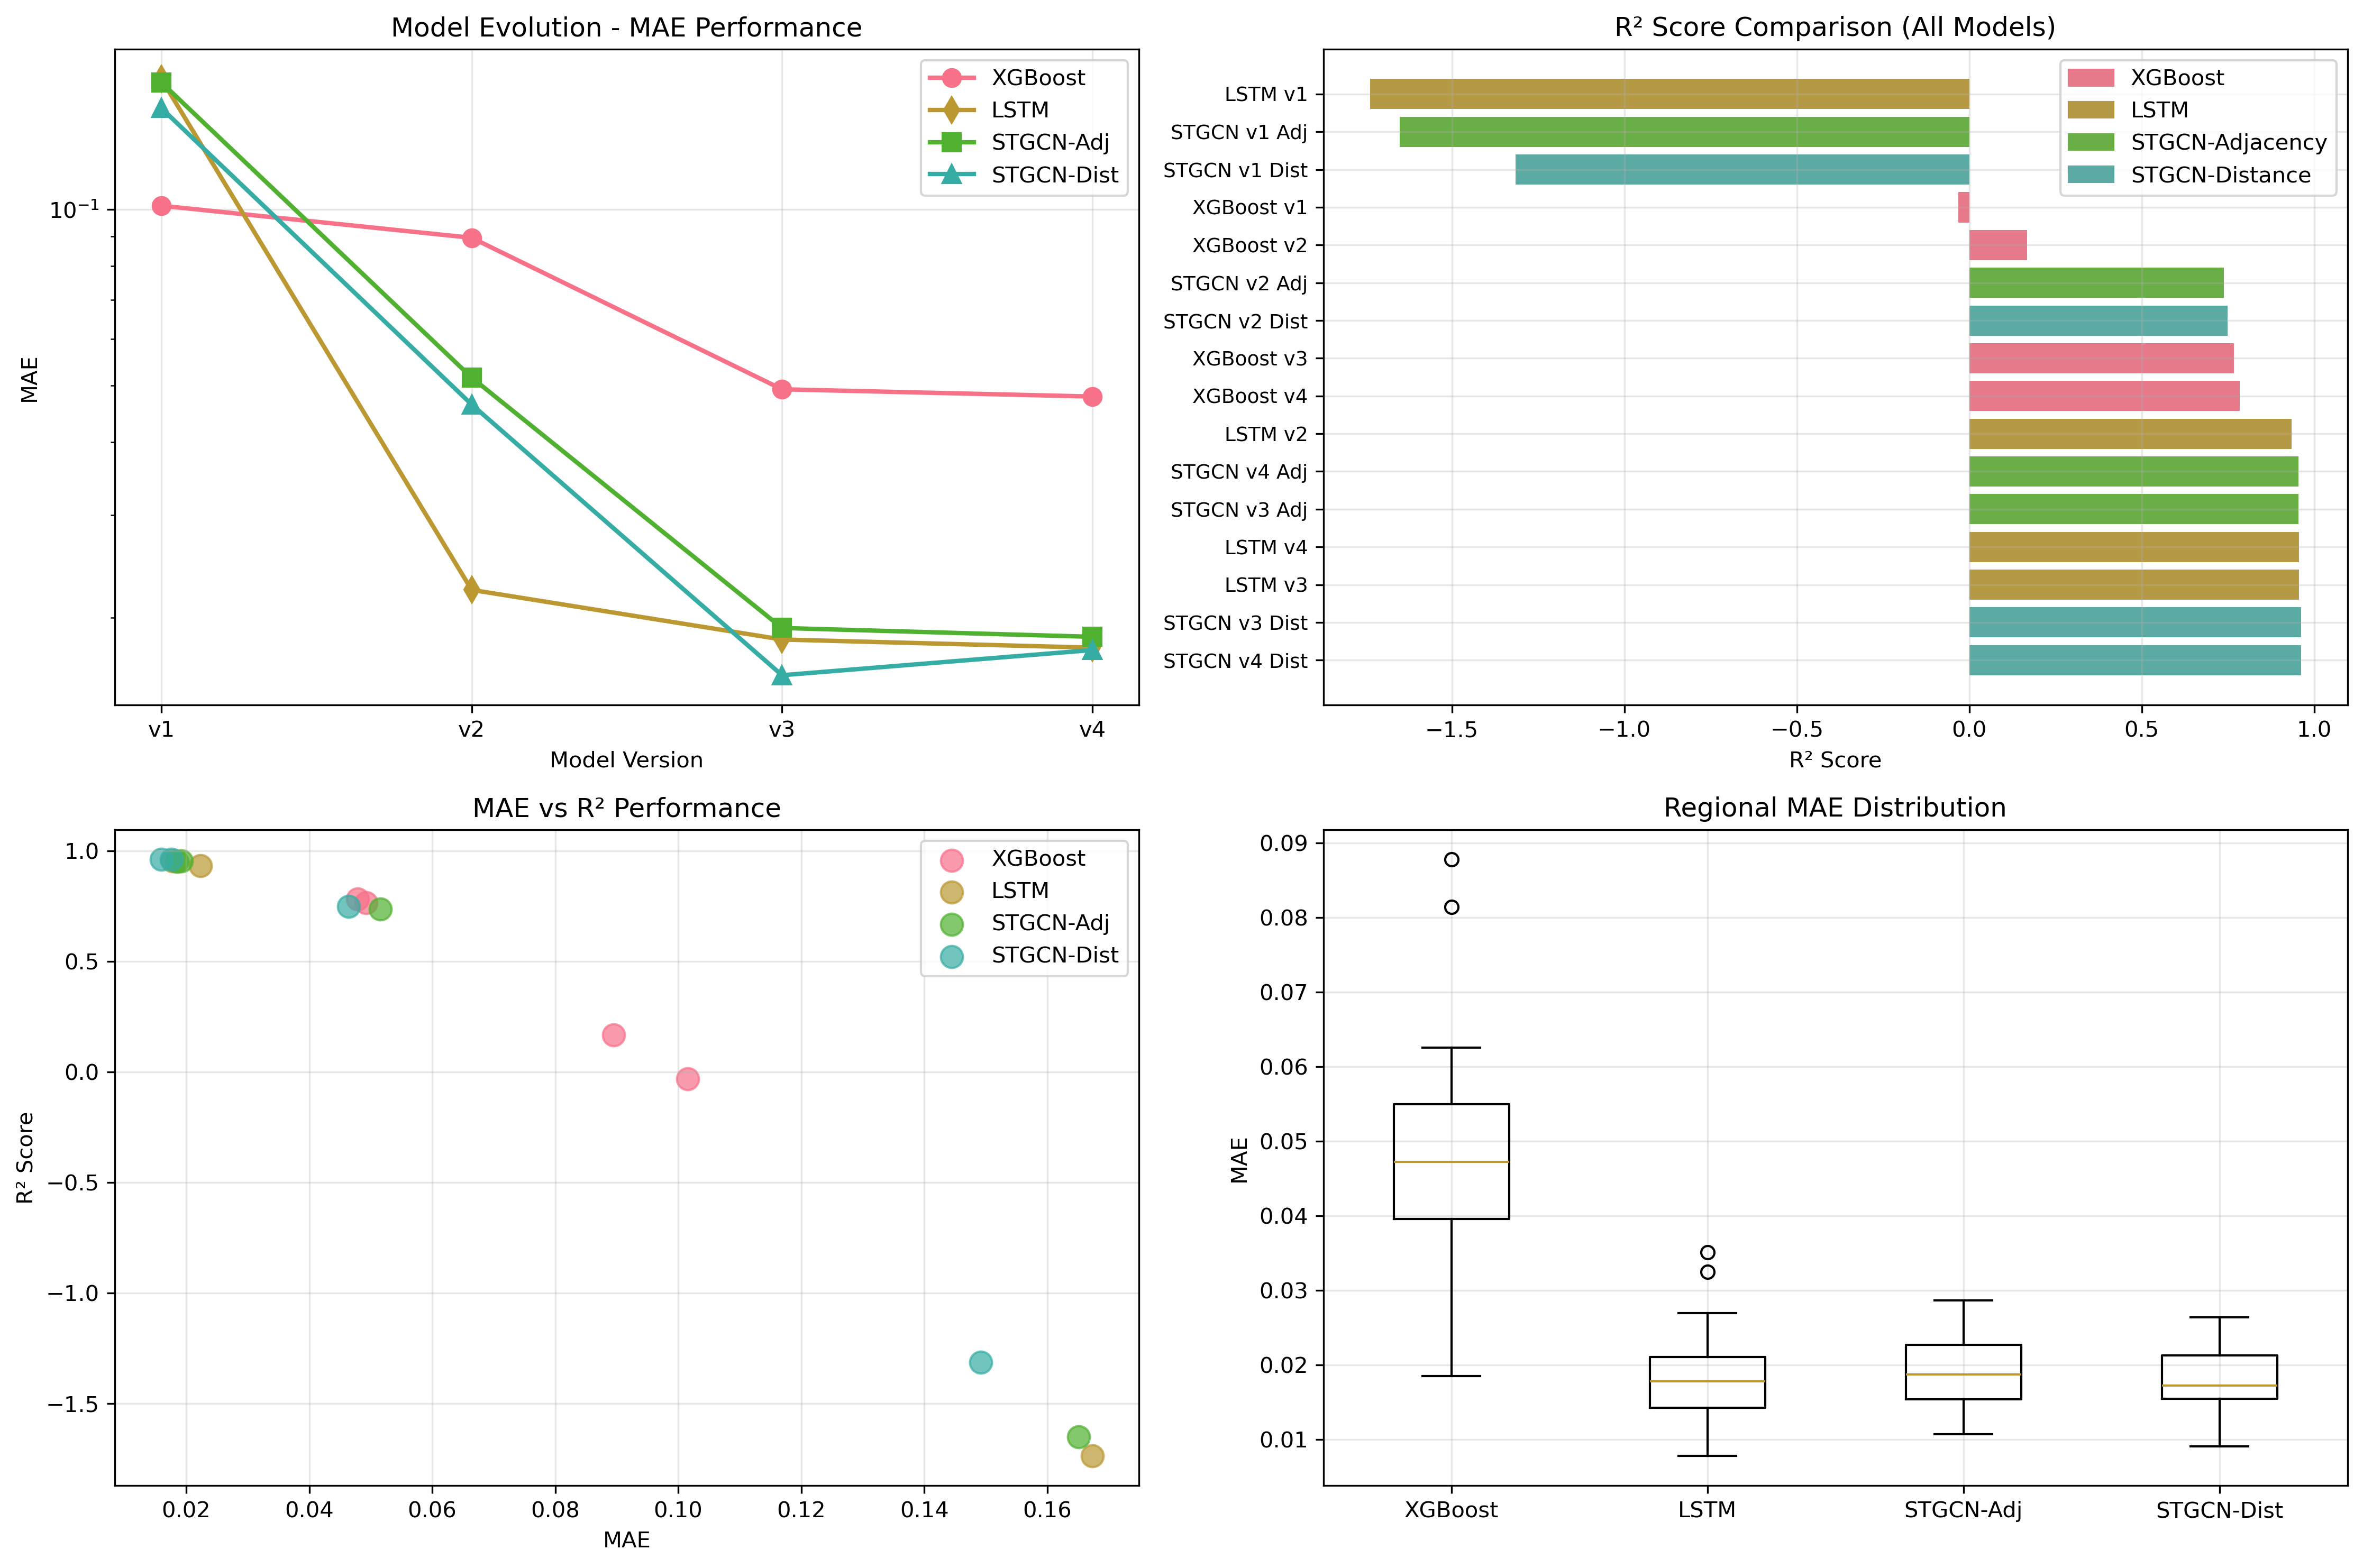 Model Evolution - MAE Performance
XGBoost
LSTM
STGCN-Adj
STGCN-Dist
10⁻¹
MAE
v1
v2
v3
v4
Model Version
R² Score Comparison (All Models)
XGBoost
LSTM
STGCN-Adjacency
STGCN-Distance
LSTM v1
STGCN v1 Adj
STGCN v1 Dist
XGBoost v1
XGBoost v2
STGCN v2 Adj
STGCN v2 Dist
XGBoost v3
XGBoost v4
LSTM v2
STGCN v4 Adj
STGCN v3 Adj
LSTM v4
LSTM v3
STGCN v3 Dist
STGCN v4 Dist
−1.5
−1.0
−0.5
0.0
0.5
1.0
R² Score
MAE vs R² Performance
XGBoost
LSTM
STGCN-Adj
STGCN-Dist
1.0
0.5
0.0
−0.5
−1.0
−1.5
R² Score
0.02
0.04
0.06
0.08
0.10
0.12
0.14
0.16
MAE
Regional MAE Distribution
0.09
0.08
0.07
0.06
0.05
0.04
0.03
0.02
0.01
MAE
XGBoost
LSTM
STGCN-Adj
STGCN-Dist